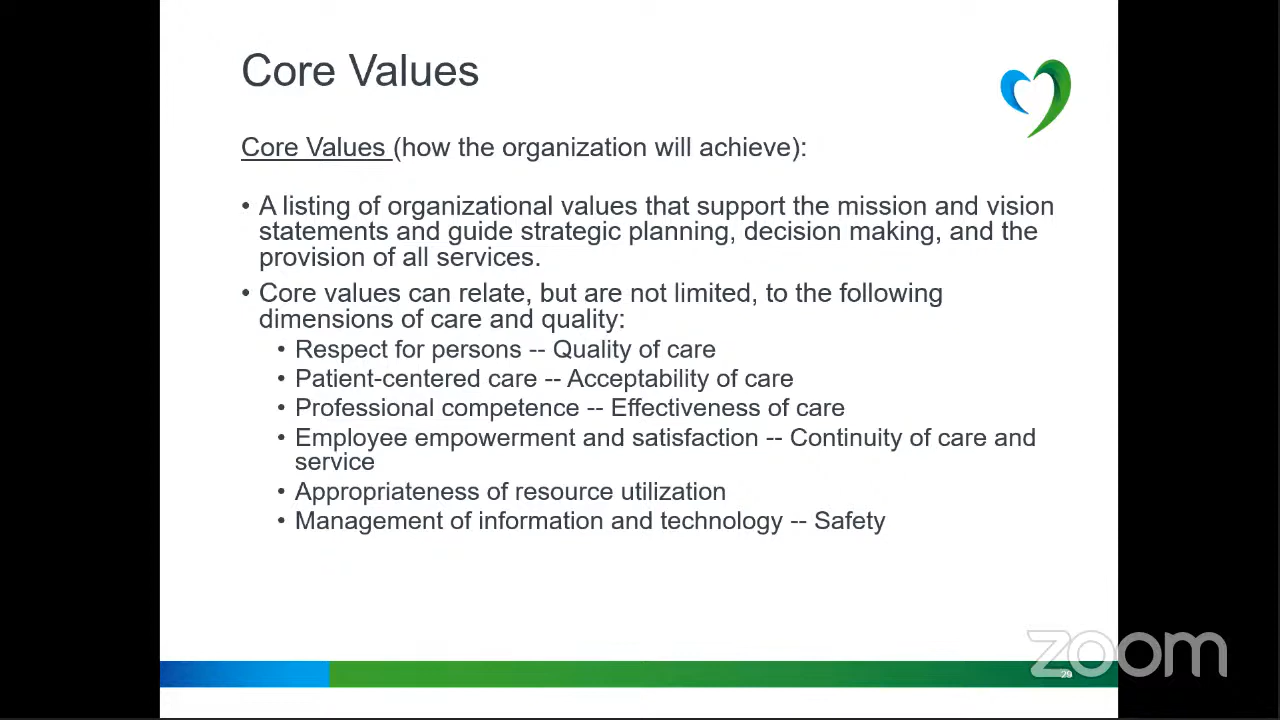 Core Values
Core Values (how the organization will achieve):
• A listing of organizational values that support the mission and vision
statements and guide strategic planning, decision making, and the
provision of all services.
• Core values can relate, but are not limited, to the following
dimensions of care and quality:
• Respect for persons -- Quality of care
• Patient-centered care -- Acceptability of care
• Professional competence -- Effectiveness of care
• Employee empowerment and satisfaction -- Continuity of care and
service
• Appropriateness of resource utilization
• Management of information and technology -- Safety
zoom
29